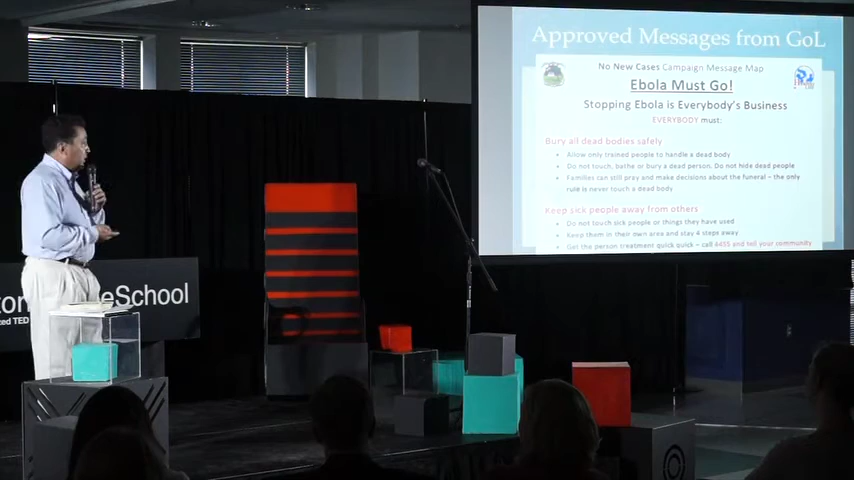 Approved Messages from GoL
No New Cases Campaign Message Map
Ebola Must Go!
Stopping Ebola is Everybody's Business
EVERYBODY must:
Bury all dead bodies safely
• Allow only trained people to handle a dead body
• Do not touch, bathe or bury a dead person. Do not hide dead people
• Families can still pray and make decisions about the funeral – the only
rule is never touch a dead body
Keep sick people away from others
• Do not touch sick people or things they have used
• Keep them in their own area and stay 4 steps away
• Get the person treatment quick quick – call 4455 and tell your community
eSchool
TED